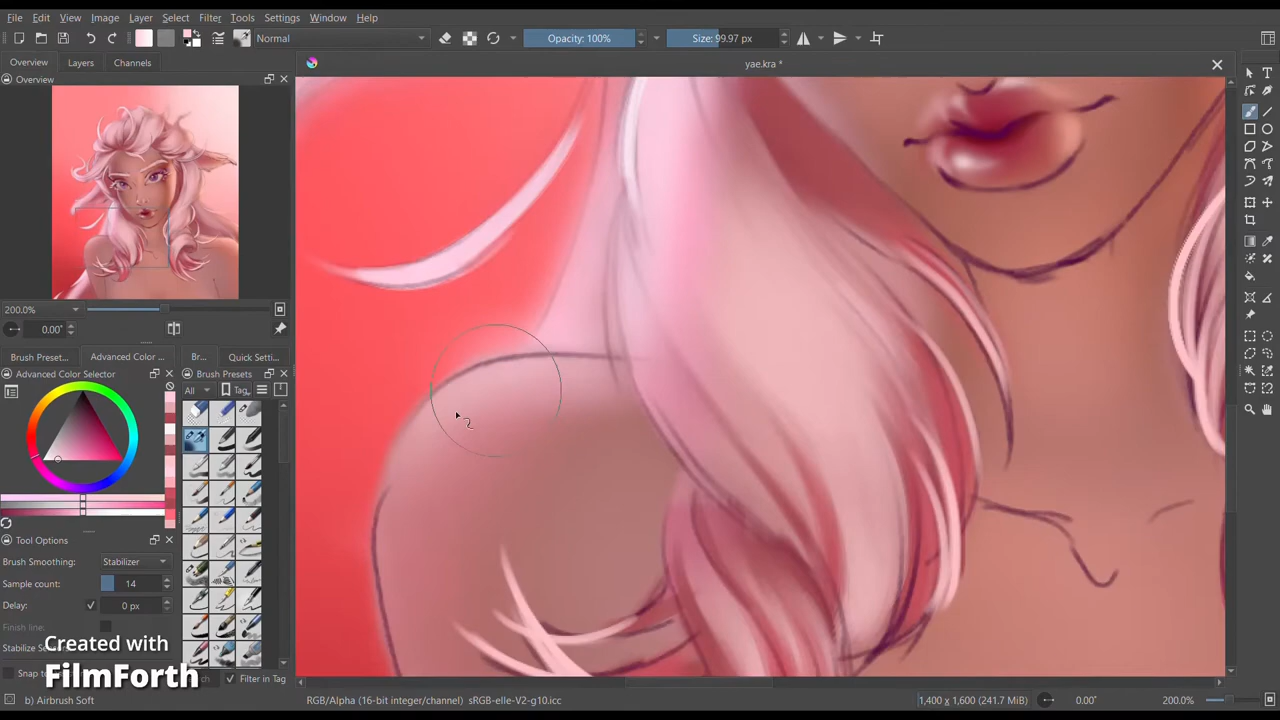 File Edit View Image Layer Select Filter Tools Settings Window Help
Normal Opacity: 100% Size: 99.97 px
Overview Layers Channels
yae.kra *
Overview
200.0%
0.00°
Brush Preset... Advanced Color ... Br... Quick Setti...
Advanced Color Selector
Brush Presets
All Tag
Tool Options
Brush Smoothing: Stabilizer
Sample count: 14
Delay: 0 px
Finish line:
Stabilize Sensors
Created with
FilmForth
Snap to
Filter in Tag
b) Airbrush Soft
RGB/Alpha (16-bit integer/channel) sRGB-elle-V2-g10.icc
1,400 x 1,600 (241.7 MiB)
0.00°
200.0%